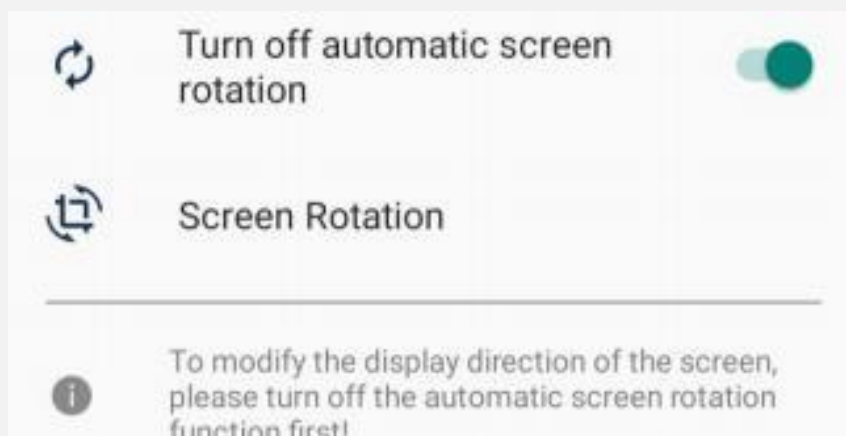 Turn off automatic screen
rotation
Screen Rotation
To modify the display direction of the screen,
please turn off the automatic screen rotation
function first!